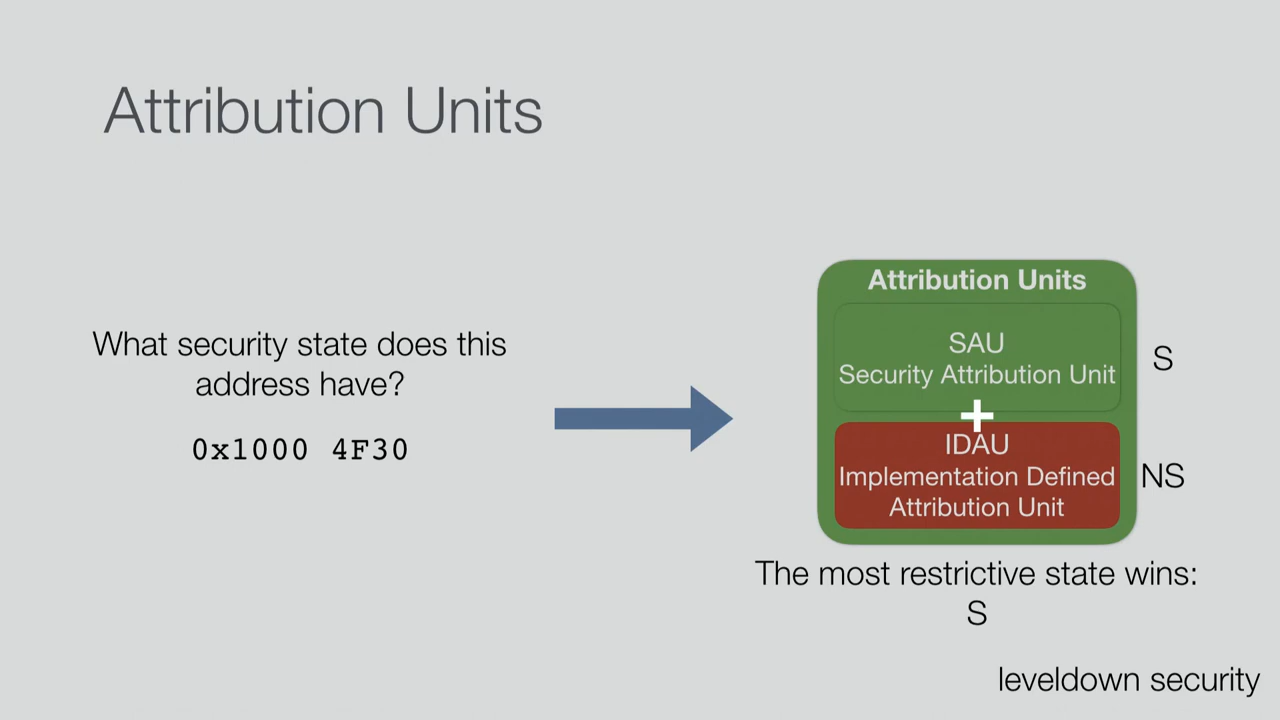 Attribution Units
What security state does this
address have?
0x1000 4F30
Attribution Units
SAU
Security Attribution Unit
S
+
IDAU
Implementation Defined
Attribution Unit
NS
The most restrictive state wins:
S
leveldown security